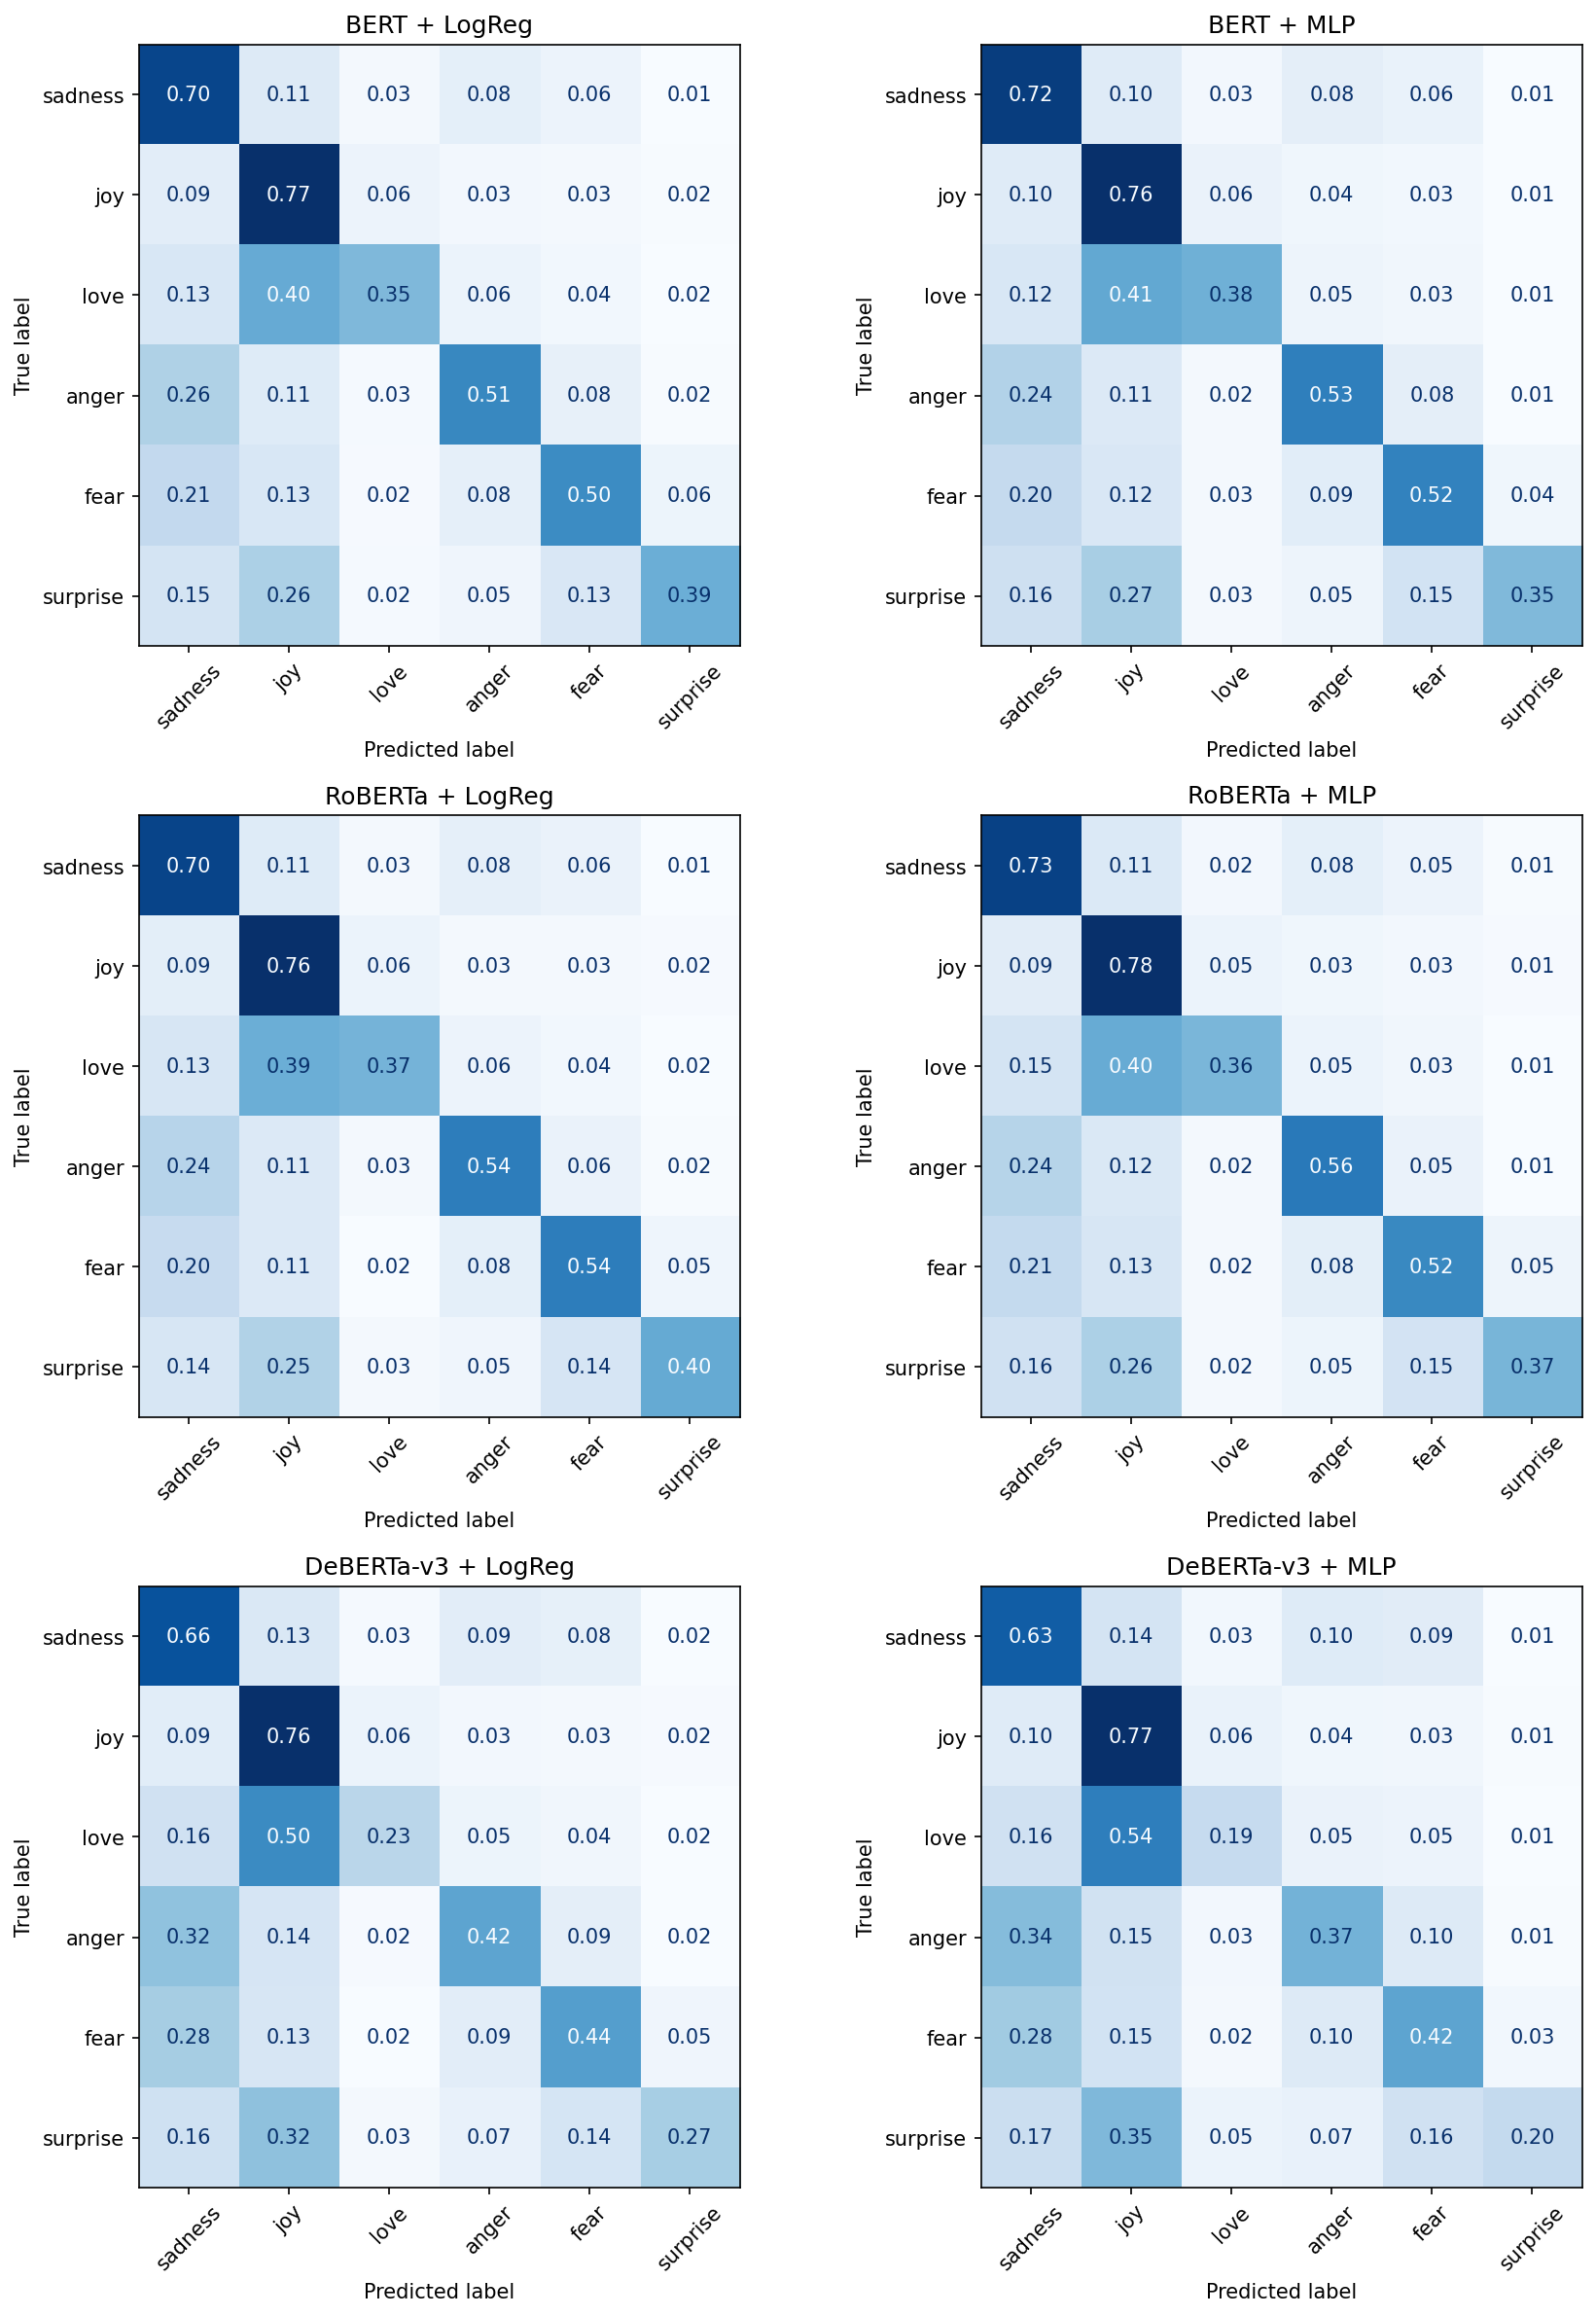 BERT + LogReg
sadness 0.70 0.11 0.03 0.08 0.06 0.01
joy 0.09 0.77 0.06 0.03 0.03 0.02
love 0.13 0.40 0.35 0.06 0.04 0.02
anger 0.26 0.11 0.03 0.51 0.08 0.02
fear 0.21 0.13 0.02 0.08 0.50 0.06
surprise 0.15 0.26 0.02 0.05 0.13 0.39
True label
sadness joy love anger fear surprise
Predicted label
BERT + MLP
sadness 0.72 0.10 0.03 0.08 0.06 0.01
joy 0.10 0.76 0.06 0.04 0.03 0.01
love 0.12 0.41 0.38 0.05 0.03 0.01
anger 0.24 0.11 0.02 0.53 0.08 0.01
fear 0.20 0.12 0.03 0.09 0.52 0.04
surprise 0.16 0.27 0.03 0.05 0.15 0.35
True label
sadness joy love anger fear surprise
Predicted label
RoBERTa + LogReg
sadness 0.70 0.11 0.03 0.08 0.06 0.01
joy 0.09 0.76 0.06 0.03 0.03 0.02
love 0.13 0.39 0.37 0.06 0.04 0.02
anger 0.24 0.11 0.03 0.54 0.06 0.02
fear 0.20 0.11 0.02 0.08 0.54 0.05
surprise 0.14 0.25 0.03 0.05 0.14 0.40
True label
sadness joy love anger fear surprise
Predicted label
RoBERTa + MLP
sadness 0.73 0.11 0.02 0.08 0.05 0.01
joy 0.09 0.78 0.05 0.03 0.03 0.01
love 0.15 0.40 0.36 0.05 0.03 0.01
anger 0.24 0.12 0.02 0.56 0.05 0.01
fear 0.21 0.13 0.02 0.08 0.52 0.05
surprise 0.16 0.26 0.02 0.05 0.15 0.37
True label
sadness joy love anger fear surprise
Predicted label
DeBERTa-v3 + LogReg
sadness 0.66 0.13 0.03 0.09 0.08 0.02
joy 0.09 0.76 0.06 0.03 0.03 0.02
love 0.16 0.50 0.23 0.05 0.04 0.02
anger 0.32 0.14 0.02 0.42 0.09 0.02
fear 0.28 0.13 0.02 0.09 0.44 0.05
surprise 0.16 0.32 0.03 0.07 0.14 0.27
True label
sadness joy love anger fear surprise
Predicted label
DeBERTa-v3 + MLP
sadness 0.63 0.14 0.03 0.10 0.09 0.01
joy 0.10 0.77 0.06 0.04 0.03 0.01
love 0.16 0.54 0.19 0.05 0.05 0.01
anger 0.34 0.15 0.03 0.37 0.10 0.01
fear 0.28 0.15 0.02 0.10 0.42 0.03
surprise 0.17 0.35 0.05 0.07 0.16 0.20
True label
sadness joy love anger fear surprise
Predicted label